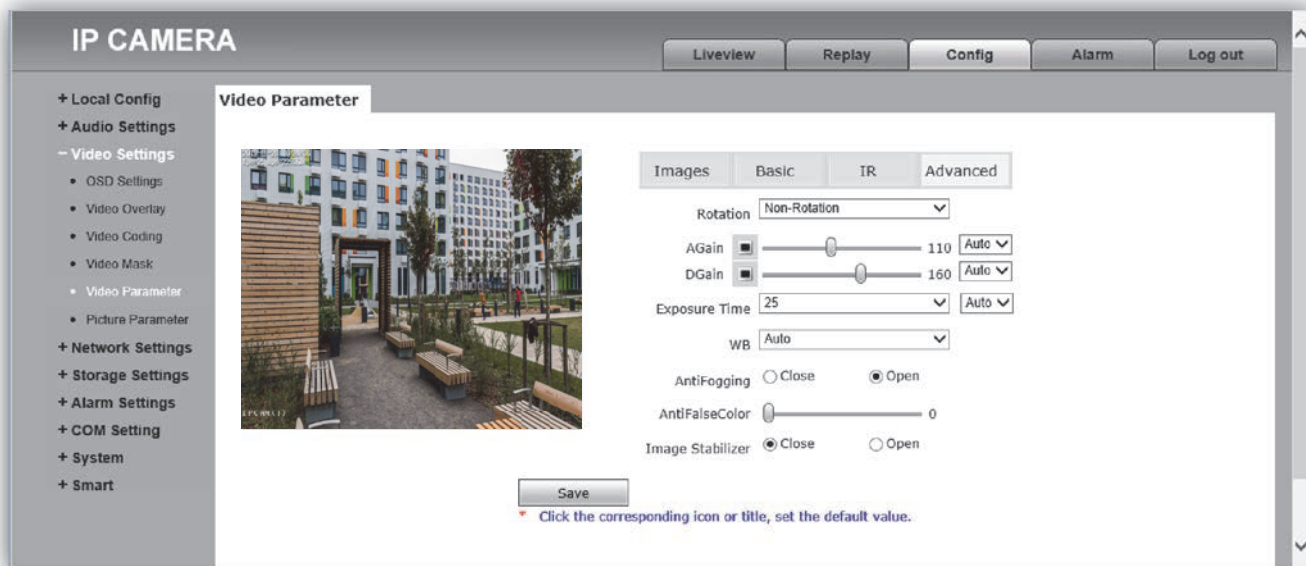 IP CAMERA
Liveview Replay Config Alarm Log out
+ Local Config
+ Audio Settings
− Video Settings
• OSD Settings
• Video Overlay
• Video Coding
• Video Mask
• Video Parameter
• Picture Parameter
+ Network Settings
+ Storage Settings
+ Alarm Settings
+ COM Setting
+ System
+ Smart
Video Parameter
Images Basic IR Advanced
Rotation Non-Rotation
AGain 110 Auto
DGain 160 Auto
Exposure Time 25 Auto
WB Auto
AntiFogging Close Open
AntiFalseColor 0
Image Stabilizer Close Open
Save
* Click the corresponding icon or title, set the default value.